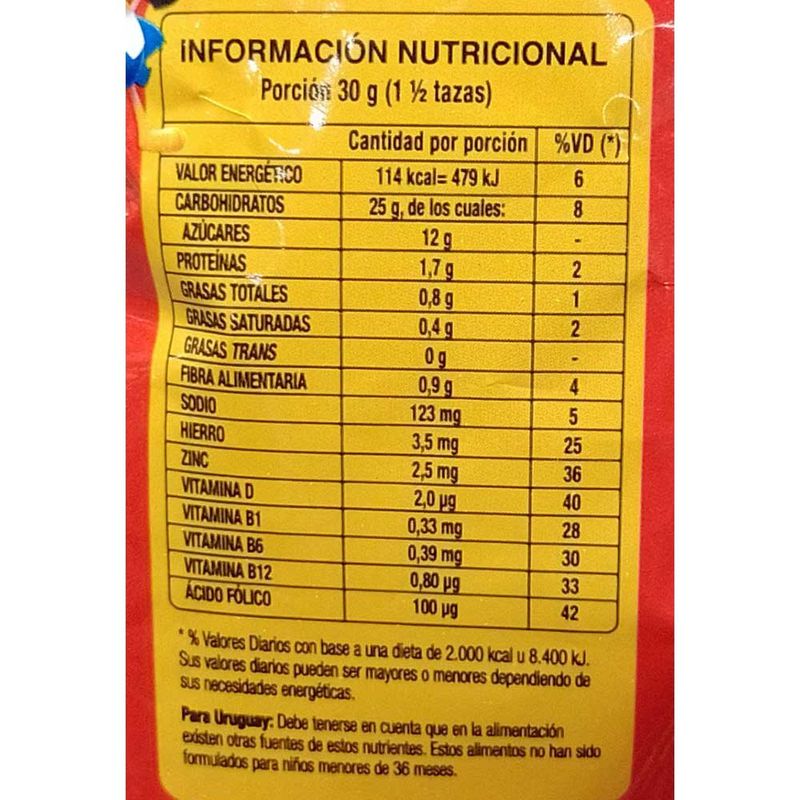 INFORMACIÓN NUTRICIONAL
Porción 30 g (1 ½ tazas)
Cantidad por porción %VD (*)
VALOR ENERGÉTICO 114 kcal= 479 kJ 6
CARBOHIDRATOS 25 g, de los cuales: 8
AZÚCARES 12 g -
PROTEÍNAS 1,7 g 2
GRASAS TOTALES 0,8 g 1
GRASAS SATURADAS 0,4 g 2
GRASAS TRANS 0 g -
FIBRA ALIMENTARIA 0,9 g 4
SODIO 123 mg 5
HIERRO 3,5 mg 25
ZINC 2,5 mg 36
VITAMINA D 2,0 µg 40
VITAMINA B1 0,33 mg 28
VITAMINA B6 0,39 mg 30
VITAMINA B12 0,80 µg 33
ÁCIDO FÓLICO 100 µg 42
* % Valores Diarios con base a una dieta de 2.000 kcal u 8.400 kJ.
Sus valores diarios pueden ser mayores o menores dependiendo de
sus necesidades energéticas.
Para Uruguay: Debe tenerse en cuenta que en la alimentación
existen otras fuentes de estos nutrientes. Estos alimentos no han sido
formulados para niños menores de 36 meses.